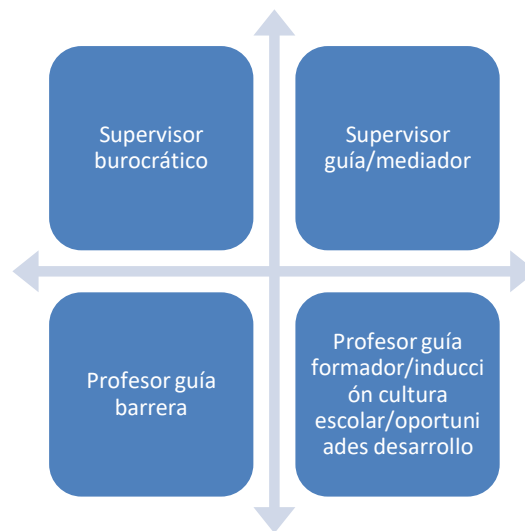 Supervisor
burocrático
Supervisor
guía/mediador
Profesor guía
barrera
Profesor guía
formador/inducci
ón cultura
escolar/oportuni
ades desarrollo